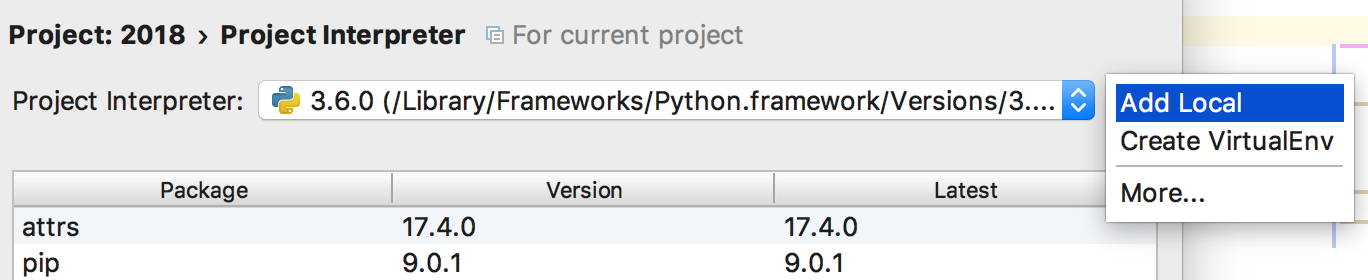 Project: 2018 › Project Interpreter For current project
Project Interpreter: 3.6.0 (/Library/Frameworks/Python.framework/Versions/3....
Add Local
Create VirtualEnv
More...
Package Version Latest
attrs 17.4.0 17.4.0
pip 9.0.1 9.0.1